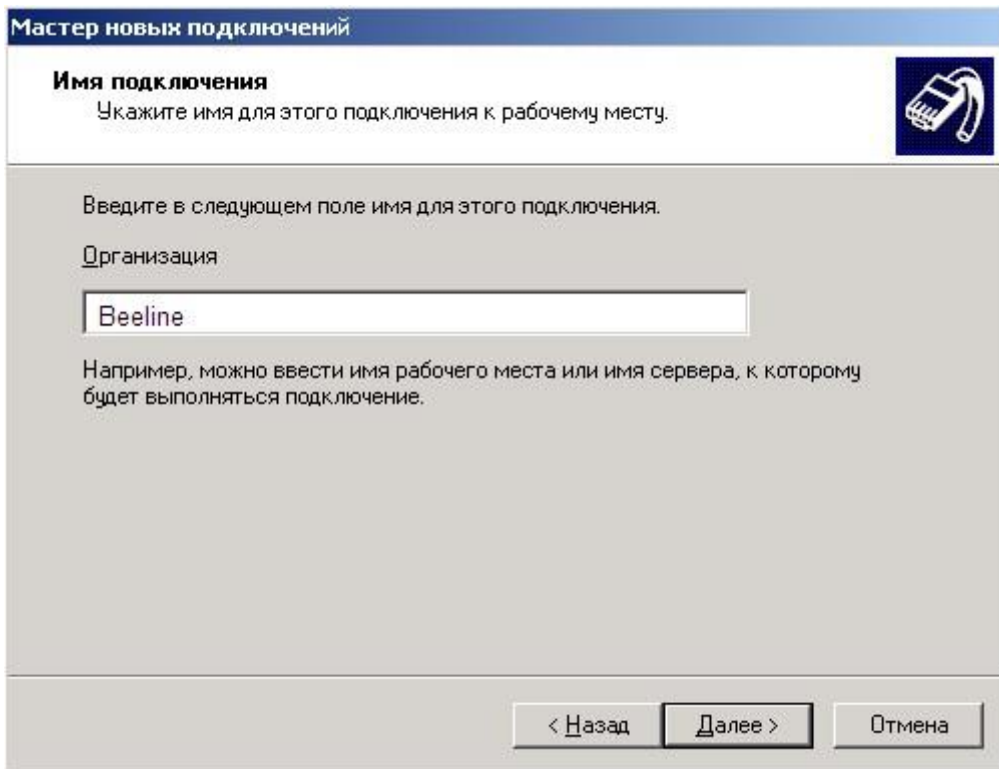 Мастер новых подключений
Имя подключения
Укажите имя для этого подключения к рабочему месту.
Введите в следующем поле имя для этого подключения.
Организация
Beeline
Например, можно ввести имя рабочего места или имя сервера, к которому
будет выполняться подключение.
< Назад
Далее >
Отмена